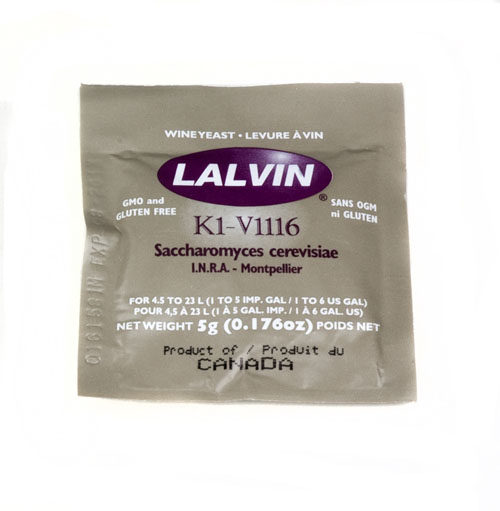 WINE YEAST • LEVURE À VIN
LALVIN®
GMO and
GLUTEN FREE
SANS OGM
ni GLUTEN
K1-V1116
Saccharomyces cerevisiae
I.N.R.A. - Montpellier
FOR 4.5 TO 23 L (1 TO 5 IMP. GAL / 1 TO 6 US GAL)
POUR 4,5 À 23 L (1 À 5 GAL. IMP. / 1 À 6 GAL. US)
NET WEIGHT 5g (0.176oz) POIDS NET
Product of / Produit du
CANADA
EXP